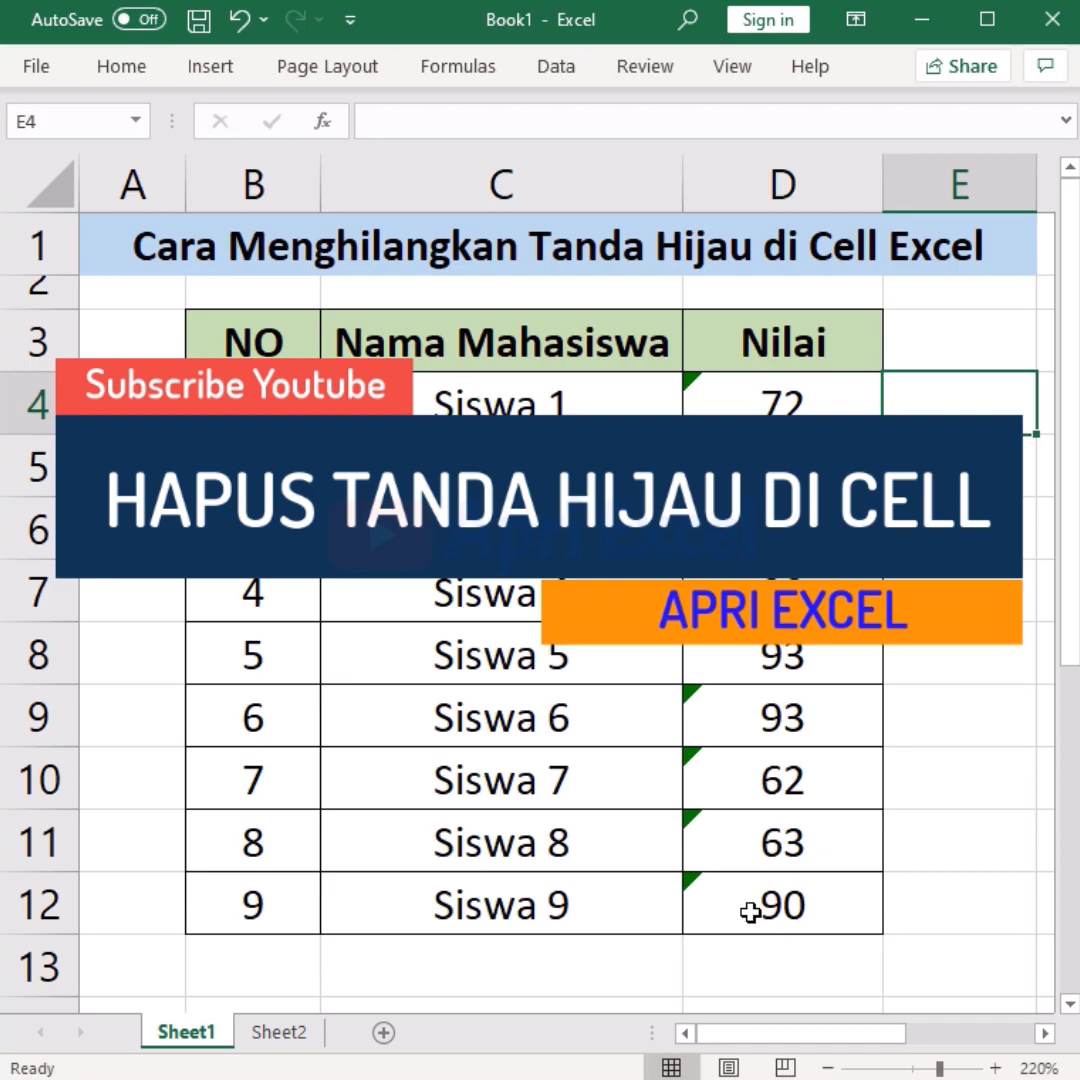 AutoSave Off Book1 - Excel Sign in
File Home Insert Page Layout Formulas Data Review View Help Share
E4 fx
A B C D E
1 Cara Menghilangkan Tanda Hijau di Cell Excel
2
3 NO Nama Mahasiswa Nilai
Subscribe Youtube
4 Siswa 1 72
5
HAPUS TANDA HIJAU DI CELL
6
7 4 Siswa
APRI EXCEL
8 5 Siswa 5 93
9 6 Siswa 6 93
10 7 Siswa 7 62
11 8 Siswa 8 63
12 9 Siswa 9 90
13
Sheet1 Sheet2
Ready 220%